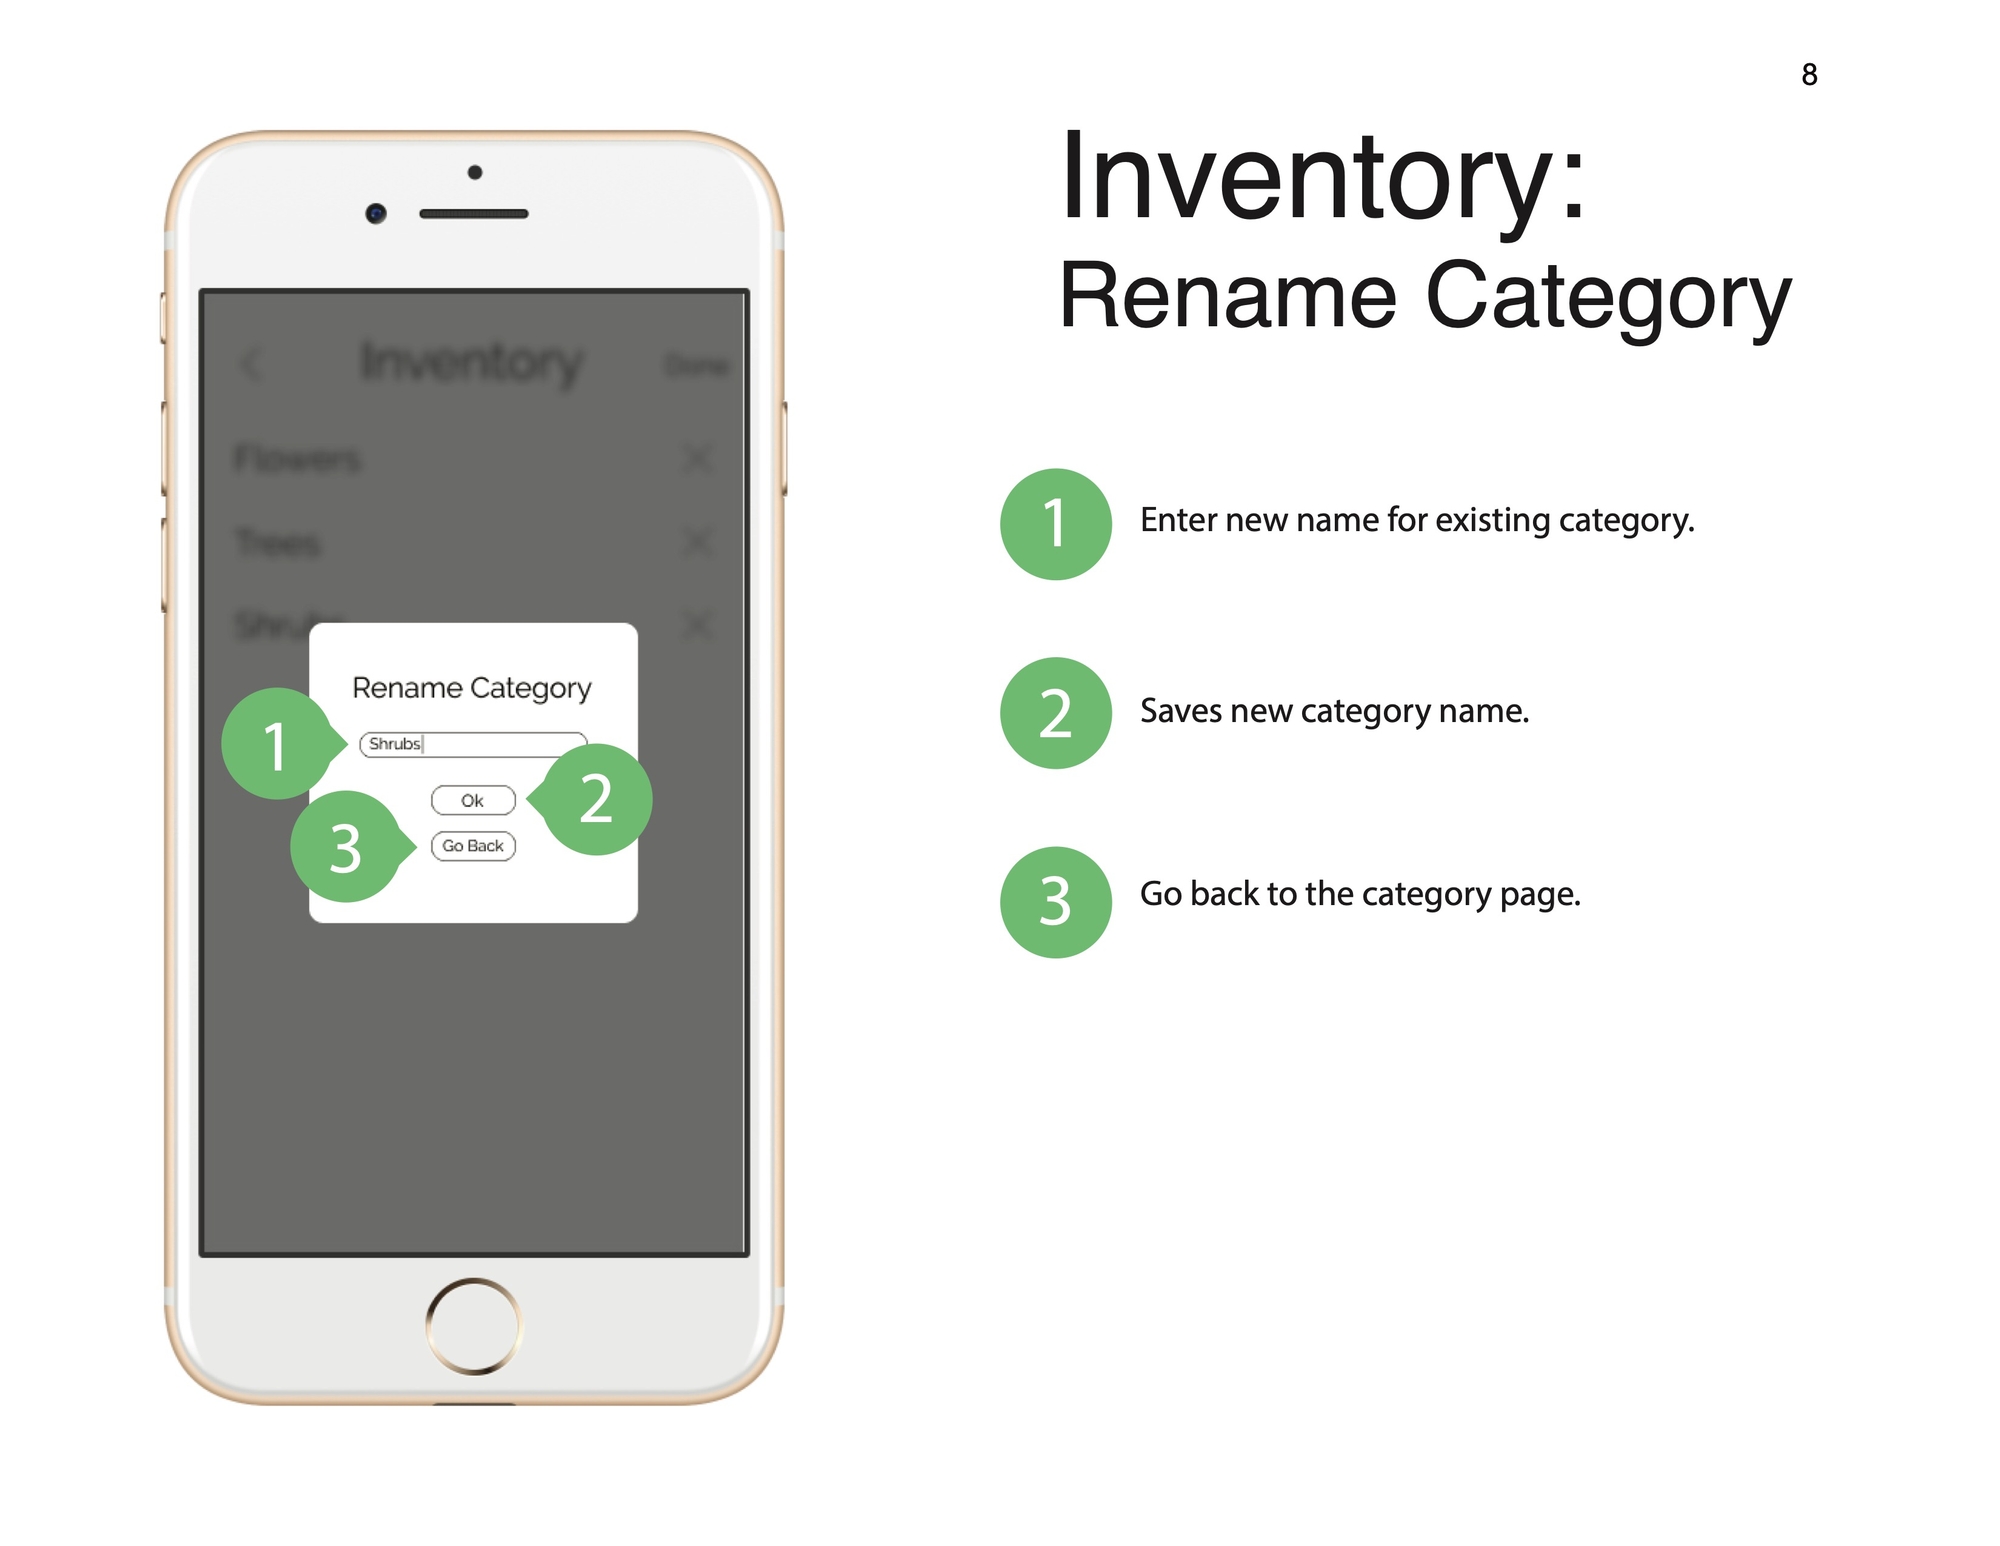 8
Inventory:
Rename Category
Inventory Done
Flowers
Trees
Shrubs
Rename Category
1 Shrubs
Ok 2
3 Go Back
1 Enter new name for existing category.
2 Saves new category name.
3 Go back to the category page.